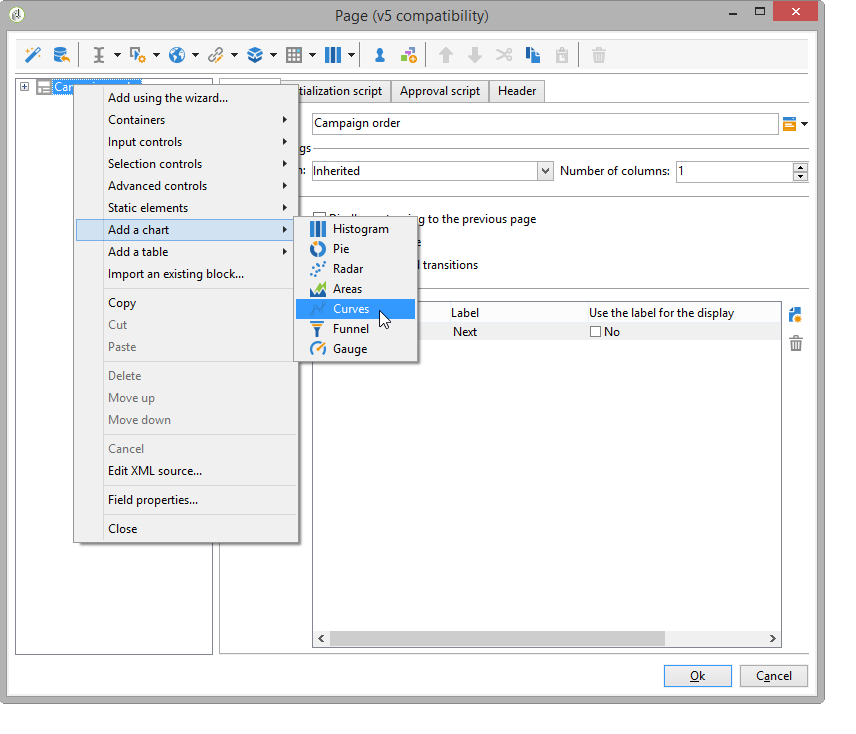 Page (v5 compatibility)
Initialization script
Approval script
Header
Campaign order
Inherited
Number of columns: 1
to the previous page
transitions
Label
Use the label for the display
Next
No
Add using the wizard...
Containers
Input controls
Selection controls
Advanced controls
Static elements
Add a chart
Add a table
Import an existing block...
Copy
Cut
Paste
Delete
Move up
Move down
Cancel
Edit XML source...
Field properties...
Close
Histogram
Pie
Radar
Areas
Curves
Funnel
Gauge
Ok
Cancel